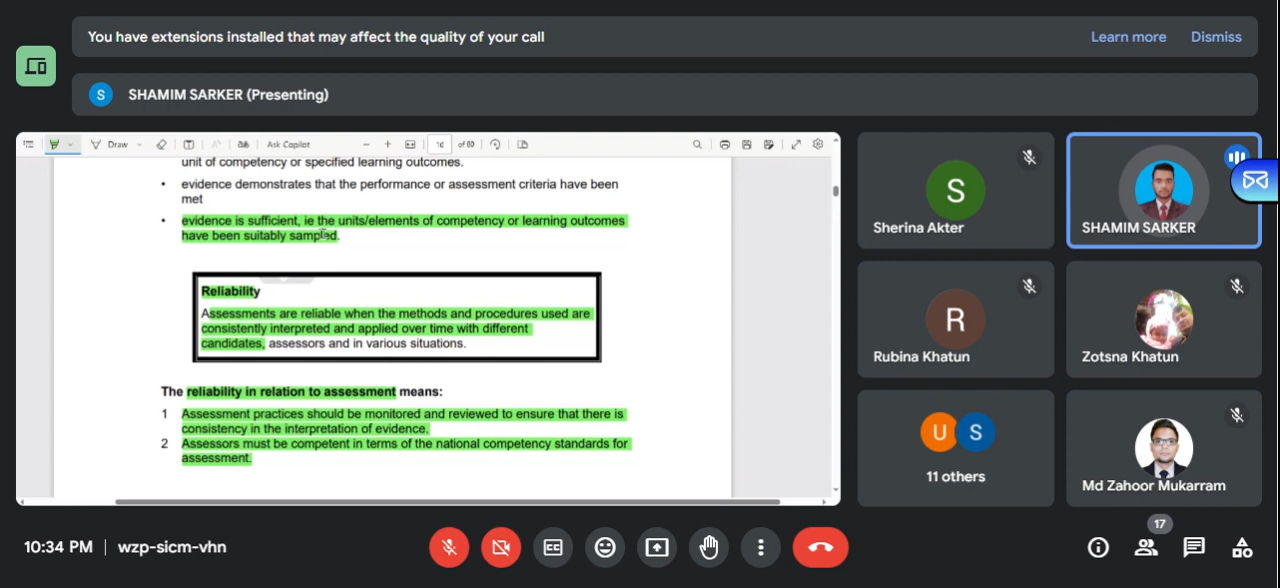 You have extensions installed that may affect the quality of your call
Learn more
Dismiss
S
SHAMIM SARKER (Presenting)
Draw
Ask Copilot
unit of competency or specified learning outcomes.
• evidence demonstrates that the performance or assessment criteria have been
met
• evidence is sufficient, ie the units/elements of competency or learning outcomes
have been suitably sampled.
Reliability
Assessments are reliable when the methods and procedures used are
consistently interpreted and applied over time with different
candidates, assessors and in various situations.
The reliability in relation to assessment means:
1 Assessment practices should be monitored and reviewed to ensure that there is
consistency in the interpretation of evidence.
2 Assessors must be competent in terms of the national competency standards for
assessment.
S
Sherina Akter
SHAMIM SARKER
R
Rubina Khatun
Zotsna Khatun
U S
11 others
Md Zahoor Mukarram
10:34 PM | wzp-sicm-vhn
17